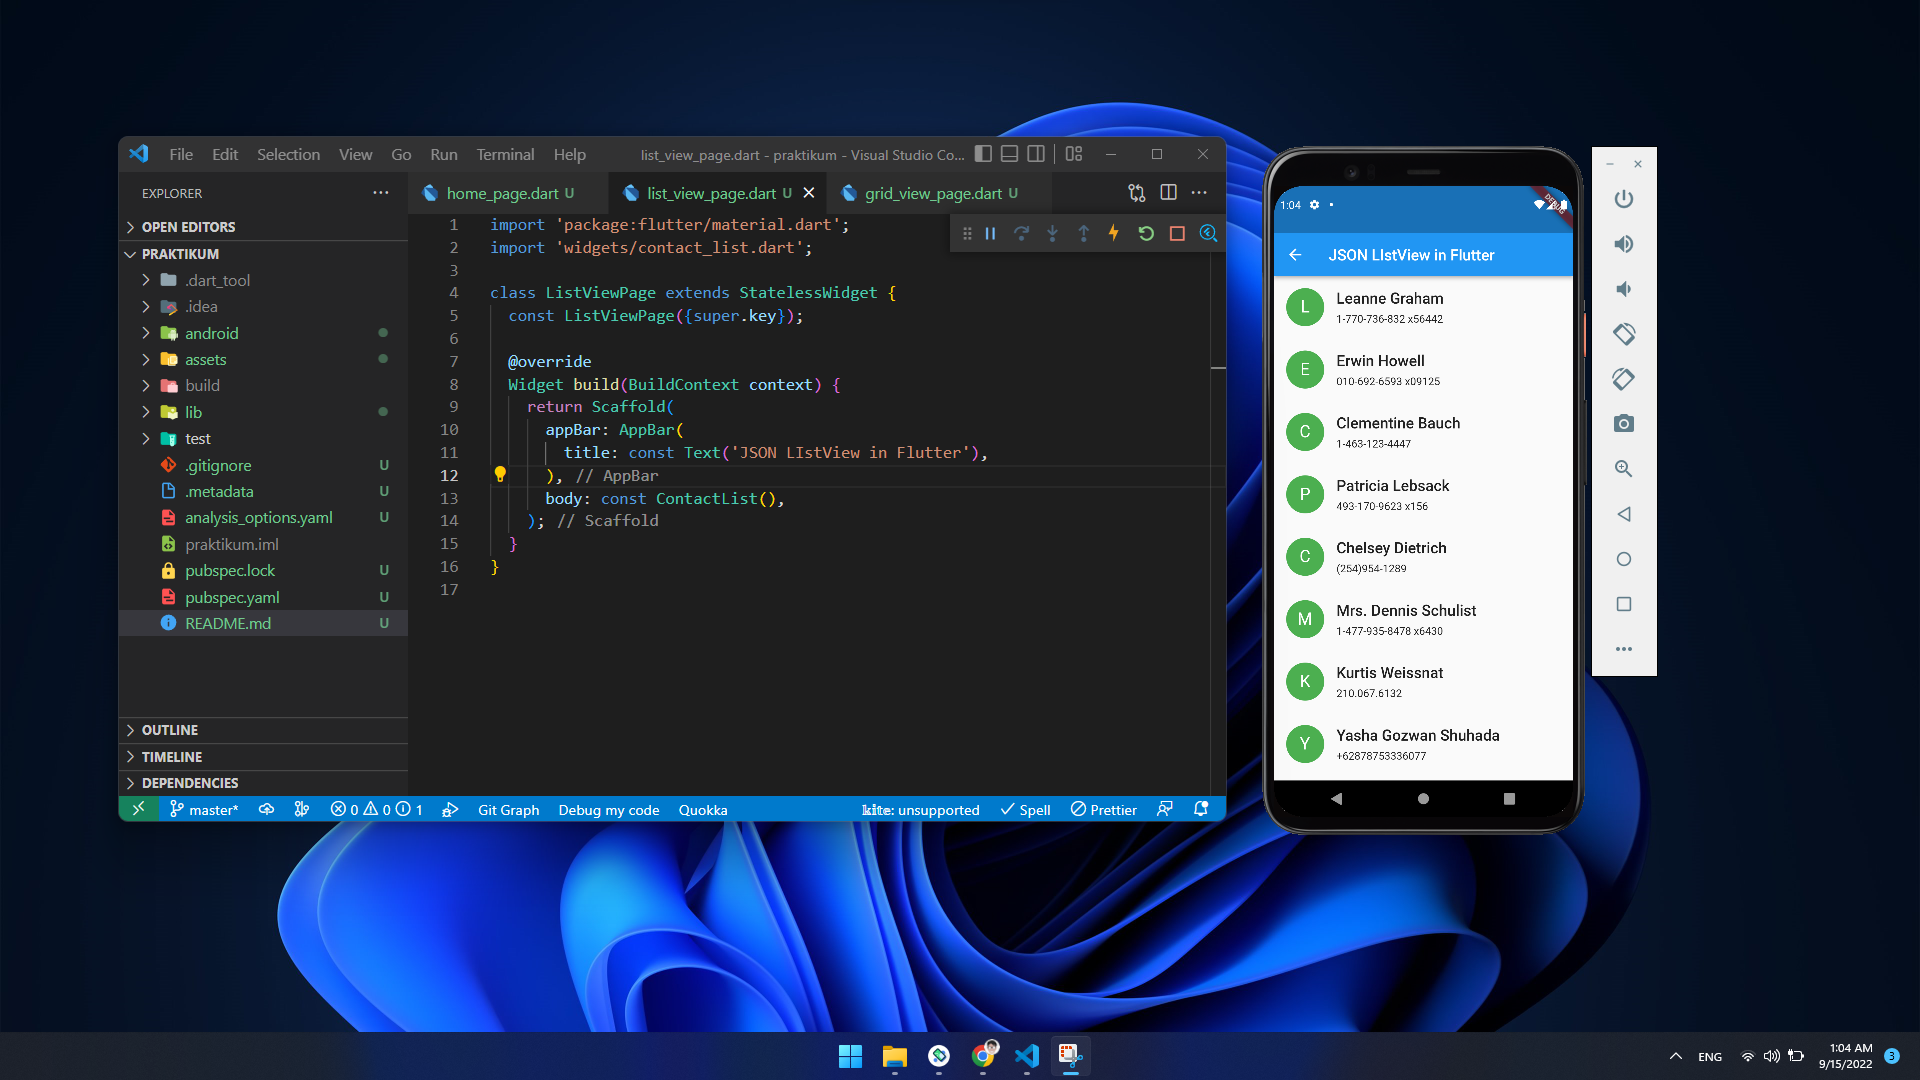 File Edit Selection View Go Run Terminal Help
list_view_page.dart - praktikum - Visual Studio Co...
EXPLORER
OPEN EDITORS
PRAKTIKUM
.dart_tool
.idea
android
assets
build
lib
test
.gitignore U
.metadata U
analysis_options.yaml U
praktikum.iml
pubspec.lock U
pubspec.yaml U
README.md U
OUTLINE
TIMELINE
DEPENDENCIES
home_page.dart U
list_view_page.dart U
grid_view_page.dart U
1 import 'package:flutter/material.dart';
2 import 'widgets/contact_list.dart';
3
4 class ListViewPage extends StatelessWidget {
5 const ListViewPage({super.key});
6
7 @override
8 Widget build(BuildContext context) {
9 return Scaffold(
10 appBar: AppBar(
11 title: const Text('JSON LIstView in Flutter'),
12 ), // AppBar
13 body: const ContactList(),
14 ); // Scaffold
15 }
16 }
17
master* 0 0 1 Git Graph Debug my code Quokka kite: unsupported Spell Prettier
1:04
DEBUG
JSON LIstView in Flutter
L
Leanne Graham
1-770-736-832 x56442
E
Erwin Howell
010-692-6593 x09125
C
Clementine Bauch
1-463-123-4447
P
Patricia Lebsack
493-170-9623 x156
C
Chelsey Dietrich
(254)954-1289
M
Mrs. Dennis Schulist
1-477-935-8478 x6430
K
Kurtis Weissnat
210.067.6132
Y
Yasha Gozwan Shuhada
+62878753336077
ENG
1:04 AM
9/15/2022
3